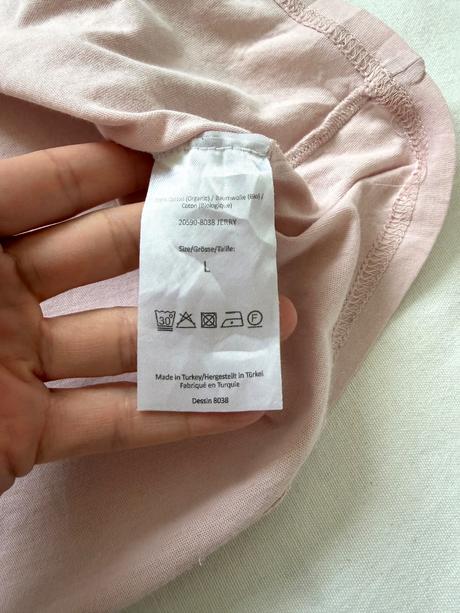 (Organic) / Baumwolle (Bio) /
Coton (Biologique)
20590-8038 JERRY
Size/Grösse/Taille:
L
30°
F
Made in Turkey/Hergestellt in Türkei
Fabriqué en Turquie
Dessin 8038